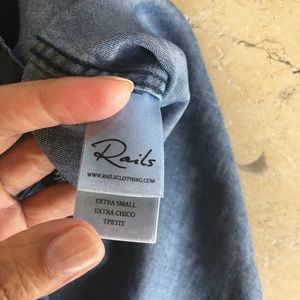 Rails
WWW.RAILSCLOTHING.COM
EXTRA SMALL
EXTRA CHICO
TPETIT